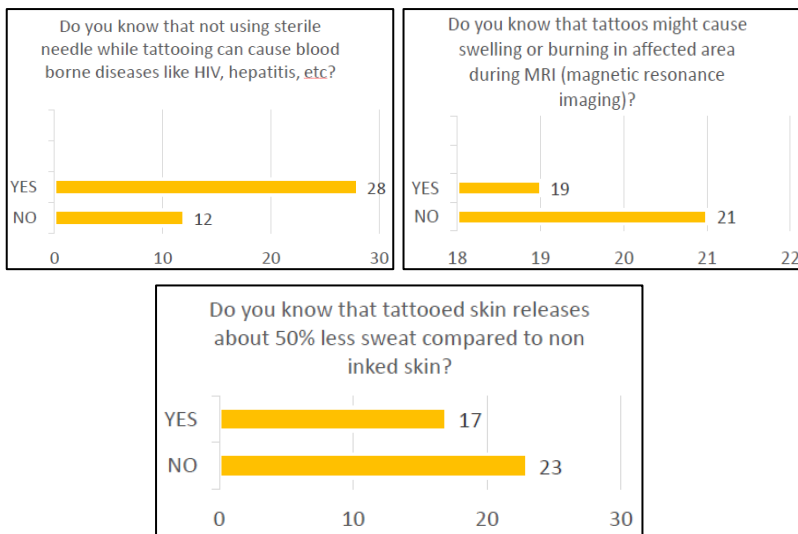 Do you know that not using sterile
needle while tattooing can cause blood
borne diseases like HIV, hepatitis, etc?
YES
28
NO
12
0 10 20 30
Do you know that tattoos might cause
swelling or burning in affected area
during MRI (magnetic resonance
imaging)?
YES
19
NO
21
18 19 20 21 22
Do you know that tattooed skin releases
about 50% less sweat compared to non
inked skin?
YES
17
NO
23
0 10 20 30